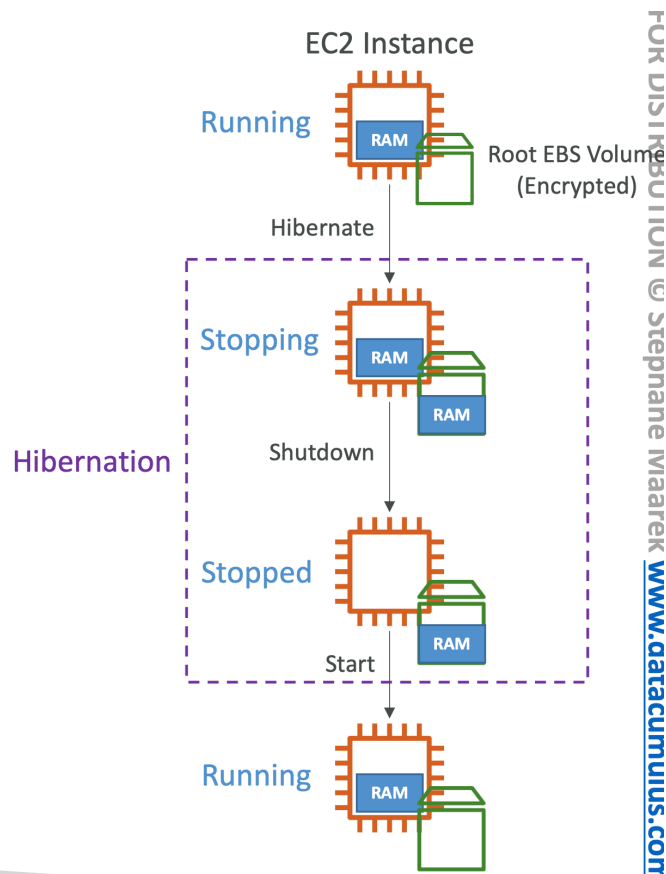 EC2 Instance
Running
RAM
Root EBS Volume
(Encrypted)
Hibernate
Stopping
RAM
RAM
Hibernation
Shutdown
Stopped
RAM
Start
Running
RAM
FOR DISTRIBUTION © Stephane Maarek www.datacumulus.com